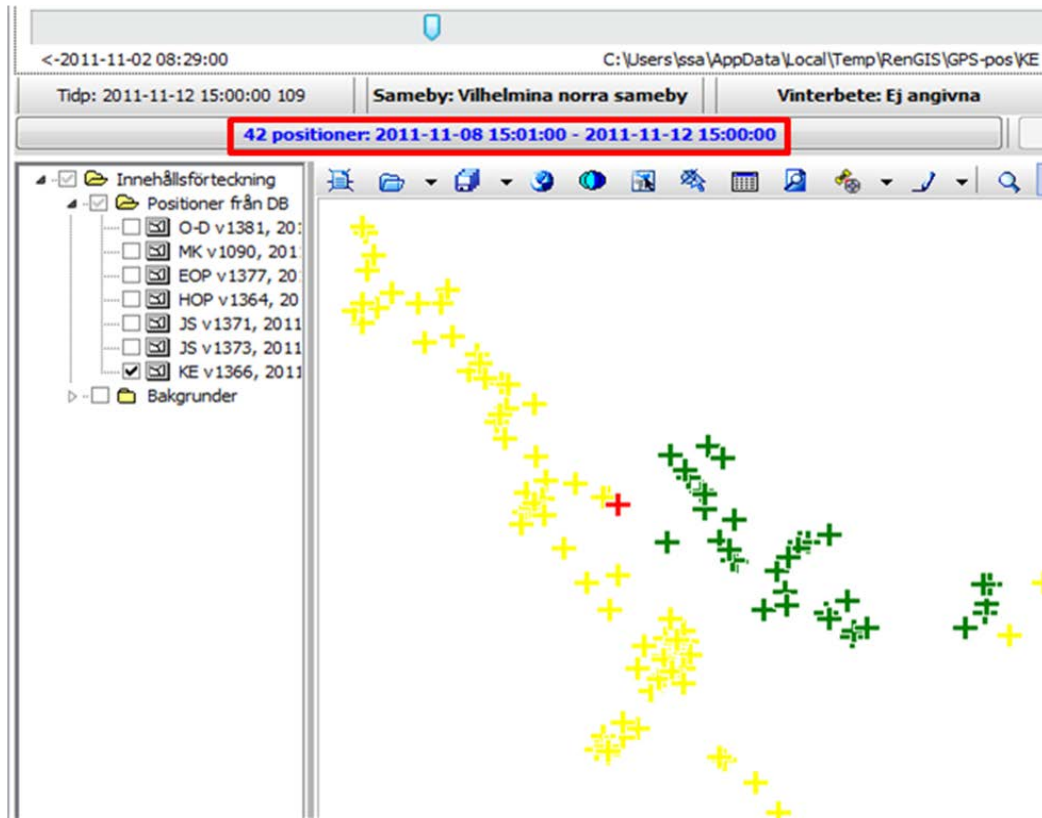 <-2011-11-02 08:29:00 C:\Users\ssa\AppData\Local\Temp\RenGIS\GPS-pos\KE
Tidp: 2011-11-12 15:00:00 109 Sameby: Vilhelmina norra sameby Vinterbete: Ej angivna
42 positioner: 2011-11-08 15:01:00 - 2011-11-12 15:00:00
Innehållsförteckning
Positioner från DB
O-D v1381, 201
MK v1090, 201
EOP v1377, 20
HOP v1364, 20
JS v1371, 2011
JS v1373, 2011
KE v1366, 2011
Bakgrunder